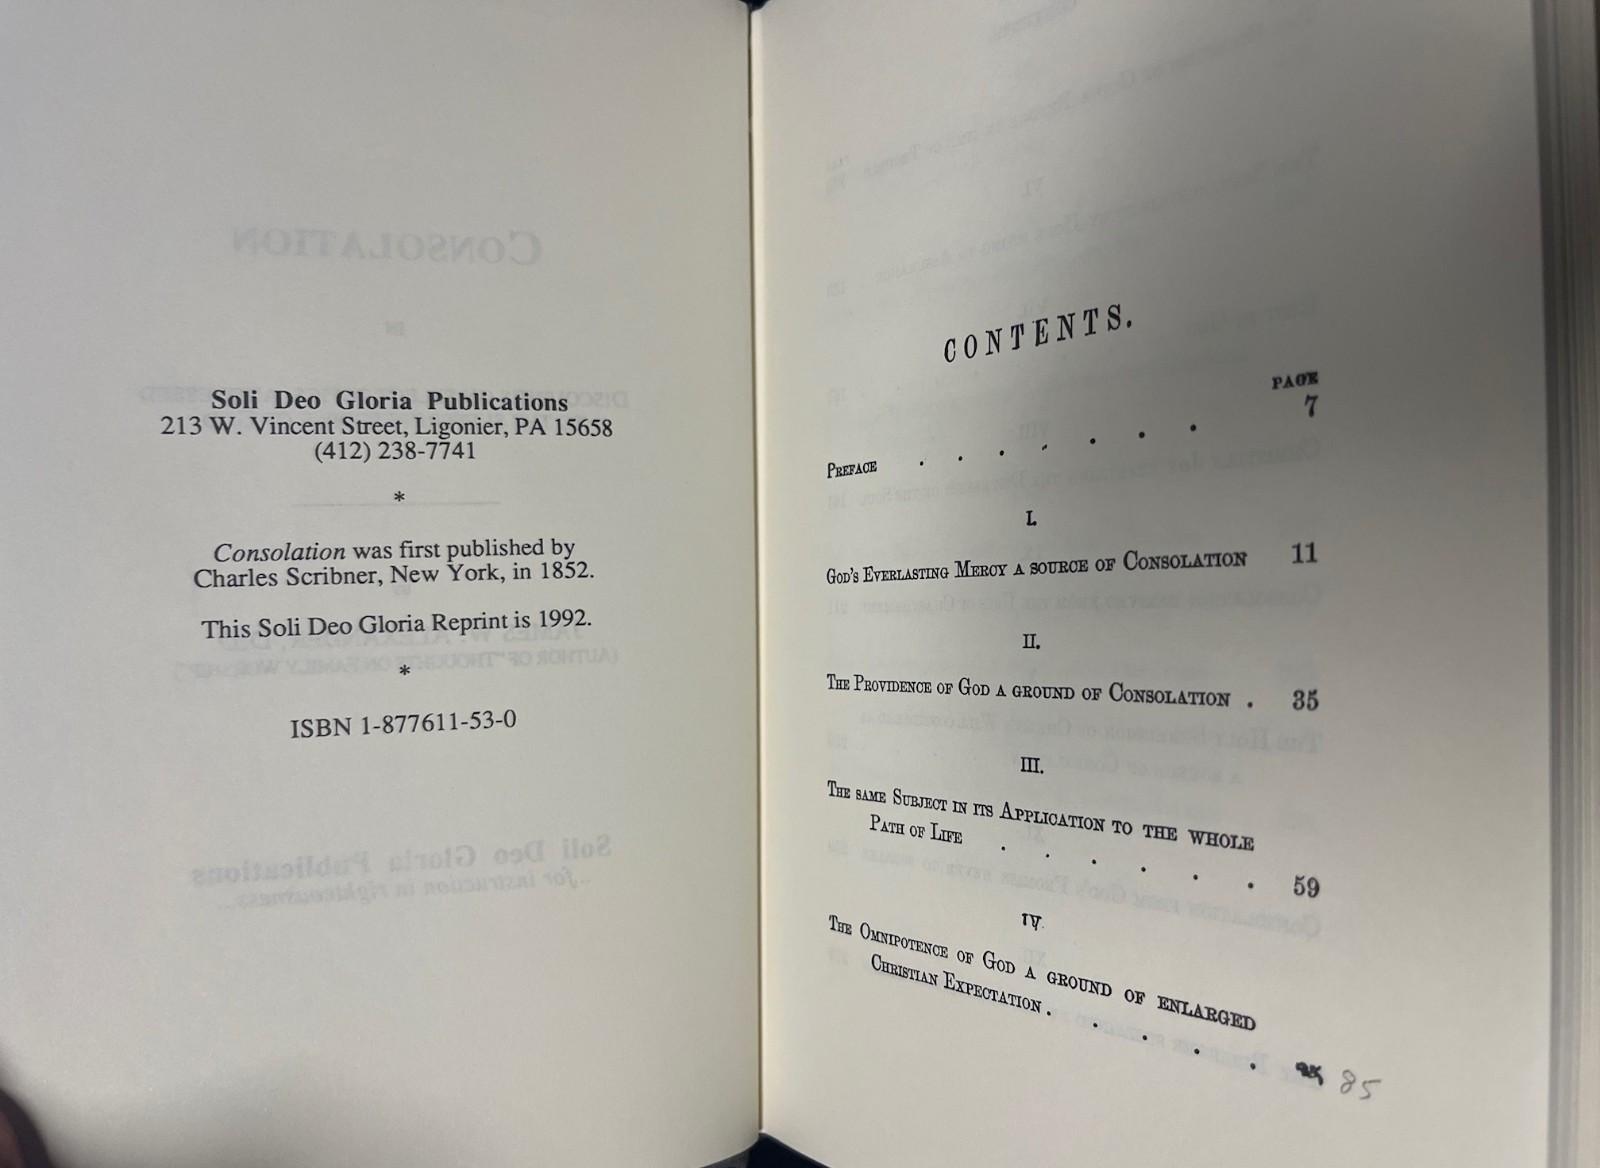 Soli Deo Gloria Publications
213 W. Vincent Street, Ligonier, PA 15658
(412) 238-7741
*
Consolation was first published by
Charles Scribner, New York, in 1852.
This Soli Deo Gloria Reprint is 1992.
*
ISBN 1-877611-53-0
CONTENTS.
PAGE
Preface . . . . . . . 7
I.
God's Everlasting Mercy a source of Consolation 11
II.
The Providence of God a ground of Consolation . 35
III.
The same Subject in its Application to the whole
Path of Life . . . . . . 59
IV.
The Omnipotence of God a ground of enlarged
Christian Expectation . . . . . 85